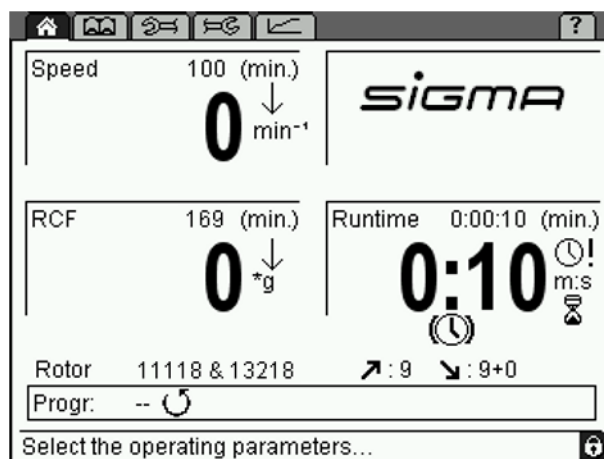 ?
Speed 100 (min.)
0 min⁻¹
sigma
RCF 169 (min.)
0 *g
Runtime 0:00:10 (min.)
0:10 ! m:s
Rotor 11118 & 13218 : 9 : 9+0
Progr: --
Select the operating parameters...